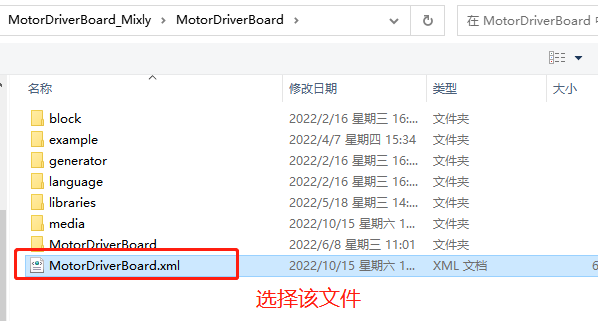 MotorDriverBoard_Mixly > MotorDriverBoard >
在 MotorDriverBoard 中
名称 修改日期 类型 大小
block 2022/2/16 星期三 16:... 文件夹
example 2022/4/7 星期四 15:34 文件夹
generator 2022/2/16 星期三 16:... 文件夹
language 2022/2/16 星期三 16:... 文件夹
libraries 2022/5/18 星期三 14:... 文件夹
media 2022/10/15 星期六 1... 文件夹
MotorDriverBoard 2022/6/8 星期三 11:01 文件夹
MotorDriverBoard.xml 2022/10/15 星期六 1... XML 文档 6
选择该文件